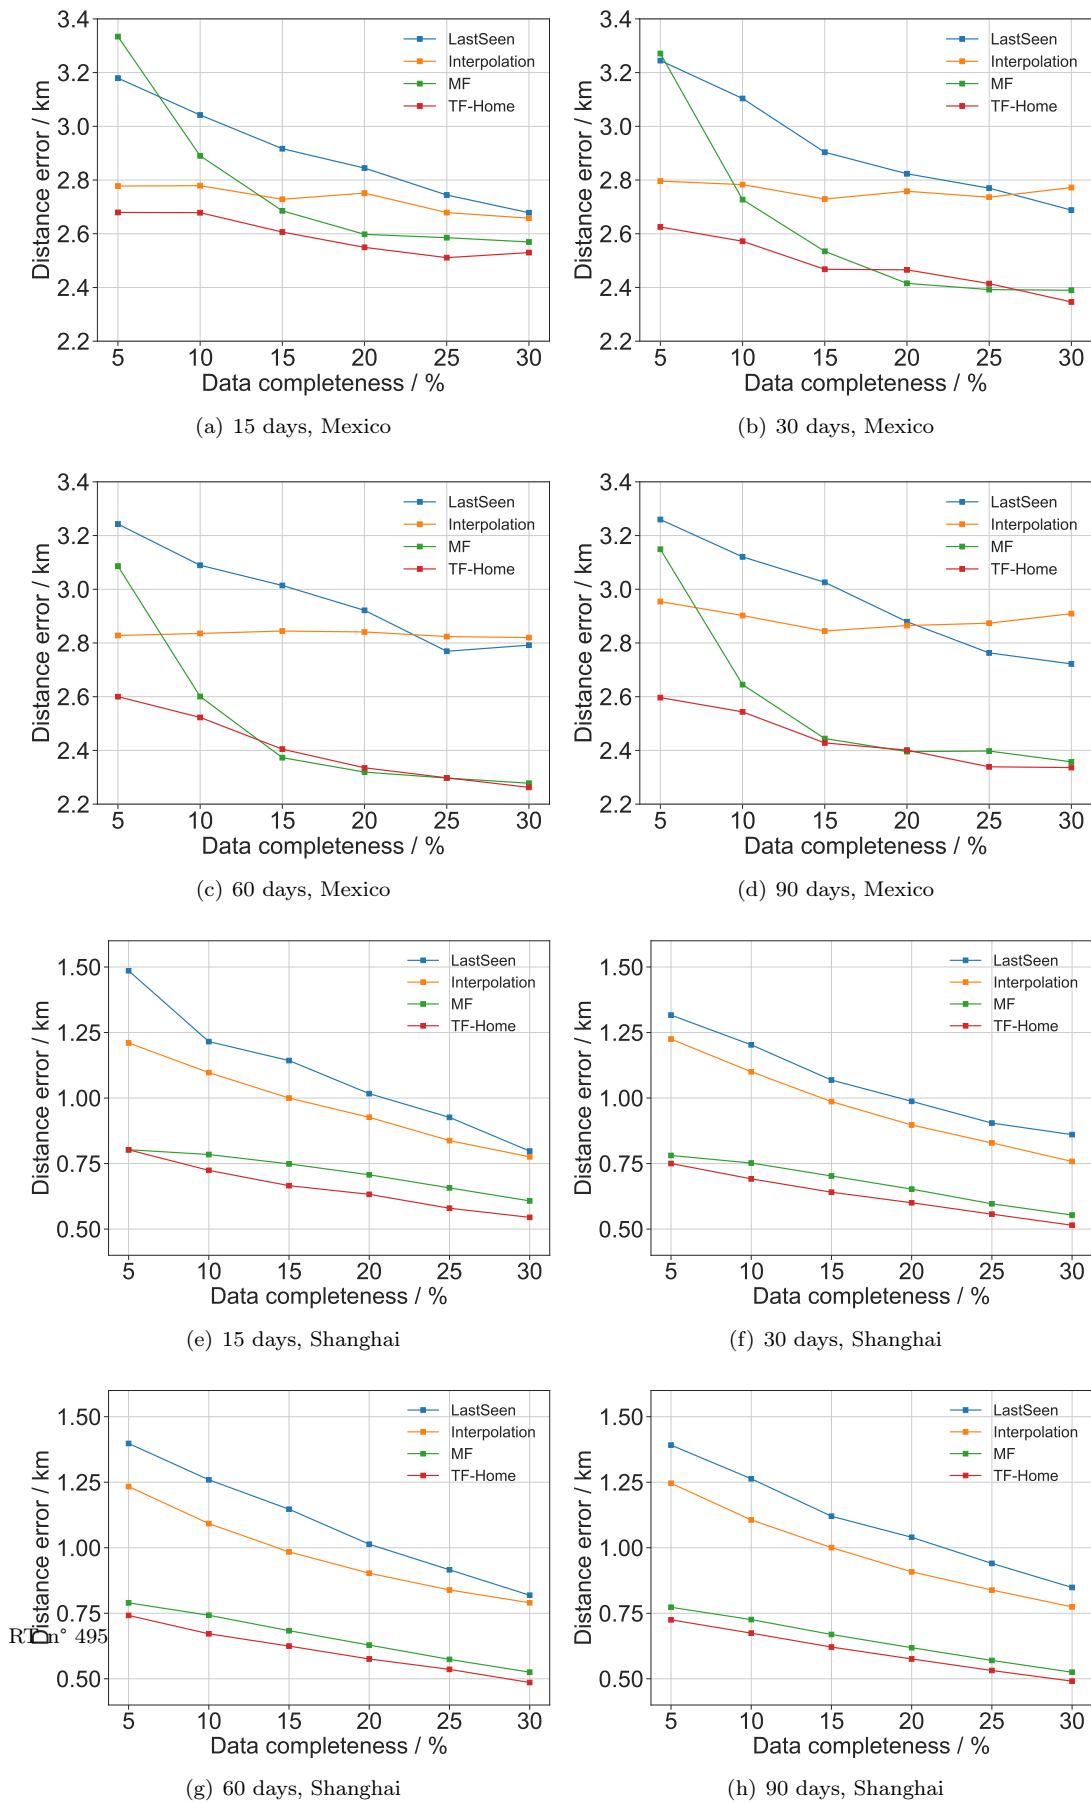 3.4
3.2
3.0
2.8
2.6
2.4
2.2
Distance error / km
LastSeen
Interpolation
MF
TF-Home
5 10 15 20 25 30
Data completeness / %
(a) 15 days, Mexico
3.4
3.2
3.0
2.8
2.6
2.4
2.2
Distance error / km
LastSeen
Interpolation
MF
TF-Home
5 10 15 20 25 30
Data completeness / %
(b) 30 days, Mexico
3.4
3.2
3.0
2.8
2.6
2.4
2.2
Distance error / km
LastSeen
Interpolation
MF
TF-Home
5 10 15 20 25 30
Data completeness / %
(c) 60 days, Mexico
3.4
3.2
3.0
2.8
2.6
2.4
2.2
Distance error / km
LastSeen
Interpolation
MF
TF-Home
5 10 15 20 25 30
Data completeness / %
(d) 90 days, Mexico
1.50
1.25
1.00
0.75
0.50
Distance error / km
LastSeen
Interpolation
MF
TF-Home
5 10 15 20 25 30
Data completeness / %
(e) 15 days, Shanghai
1.50
1.25
1.00
0.75
0.50
Distance error / km
LastSeen
Interpolation
MF
TF-Home
5 10 15 20 25 30
Data completeness / %
(f) 30 days, Shanghai
1.50
1.25
1.00
0.75
0.50
Distance error / km
LastSeen
Interpolation
MF
TF-Home
5 10 15 20 25 30
Data completeness / %
(g) 60 days, Shanghai
RT n° 495
1.50
1.25
1.00
0.75
0.50
Distance error / km
LastSeen
Interpolation
MF
TF-Home
5 10 15 20 25 30
Data completeness / %
(h) 90 days, Shanghai